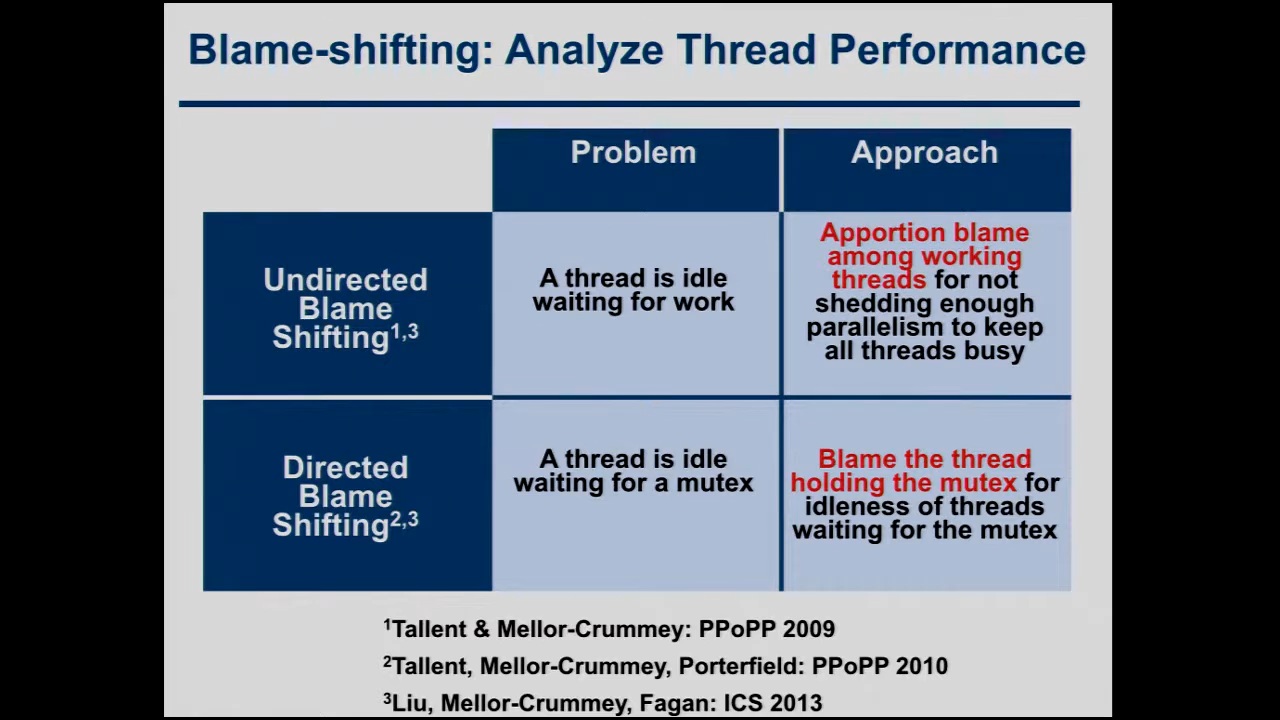 Blame-shifting: Analyze Thread Performance
Problem
Approach
Undirected
Blame
Shifting1,3
A thread is idle
waiting for work
Apportion blame
among working
threads for not
shedding enough
parallelism to keep
all threads busy
Directed
Blame
Shifting2,3
A thread is idle
waiting for a mutex
Blame the thread
holding the mutex for
idleness of threads
waiting for the mutex
1Tallent & Mellor-Crummey: PPoPP 2009
2Tallent, Mellor-Crummey, Porterfield: PPoPP 2010
3Liu, Mellor-Crummey, Fagan: ICS 2013